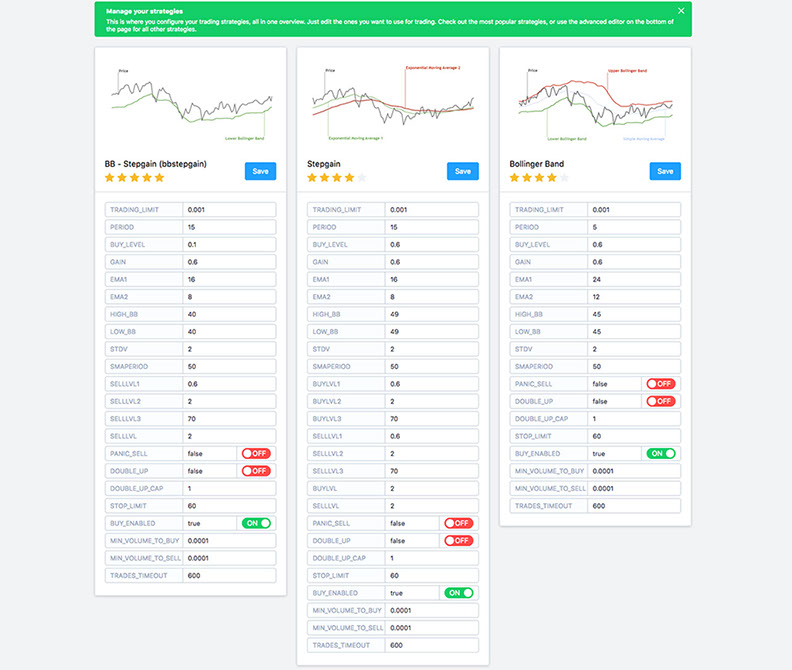 Manage your strategies
This is where you configure your trading strategies, all in one overview. Just edit the ones you want to use for trading. Check out the most popular strategies, or use the advanced editor on the bottom of
the page for all other strategies.
Price
Lower Bollinger Band
BB - Stepgain (bbstepgain)
Save
TRADING_LIMIT 0.001
PERIOD 15
BUY_LEVEL 0.1
GAIN 0.6
EMA1 16
EMA2 8
HIGH_BB 40
LOW_BB 40
STDV 2
SMAPERIOD 50
SELLLVL1 0.6
SELLLVL2 2
SELLLVL3 70
SELLLVL 2
PANIC_SELL false OFF
DOUBLE_UP false OFF
DOUBLE_UP_CAP 1
STOP_LIMIT 60
BUY_ENABLED true ON
MIN_VOLUME_TO_BUY 0.0001
MIN_VOLUME_TO_SELL 0.0001
TRADES_TIMEOUT 600
Price
Exponential Moving Average 2
Exponential Moving Average 1
Stepgain
Save
TRADING_LIMIT 0.001
PERIOD 15
BUY_LEVEL 0.6
GAIN 0.6
EMA1 16
EMA2 8
HIGH_BB 49
LOW_BB 49
STDV 2
SMAPERIOD 50
BUYLVL1 0.6
BUYLVL2 2
BUYLVL3 70
SELLLVL1 0.6
SELLLVL2 2
SELLLVL3 70
BUYLVL 2
SELLLVL 2
PANIC_SELL false OFF
DOUBLE_UP false OFF
DOUBLE_UP_CAP 1
STOP_LIMIT 60
BUY_ENABLED true ON
MIN_VOLUME_TO_BUY 0.0001
MIN_VOLUME_TO_SELL 0.0001
TRADES_TIMEOUT 600
Price
Upper Bollinger Band
Lower Bollinger Band
Simple Moving Average
Bollinger Band
Save
TRADING_LIMIT 0.001
PERIOD 5
BUY_LEVEL 0.6
GAIN 0.6
EMA1 24
EMA2 12
HIGH_BB 45
LOW_BB 45
STDV 2
SMAPERIOD 50
PANIC_SELL false OFF
DOUBLE_UP false OFF
DOUBLE_UP_CAP 1
STOP_LIMIT 60
BUY_ENABLED true ON
MIN_VOLUME_TO_BUY 0.0001
MIN_VOLUME_TO_SELL 0.0001
TRADES_TIMEOUT 600